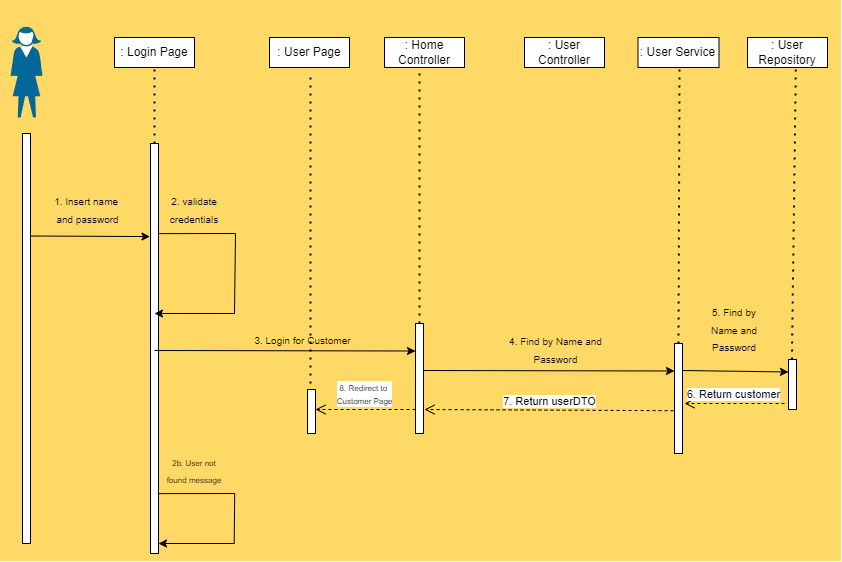 : Login Page
: User Page
: Home
Controller
: User
Controller
: User Service
: User
Repository
1. Insert name
and password
2. validate
credentials
3. Login for Customer
4. Find by Name and
Password
5. Find by
Name and
Password
6. Return customer
7. Return userDTO
8. Redirect to
Customer Page
2b. User not
found message